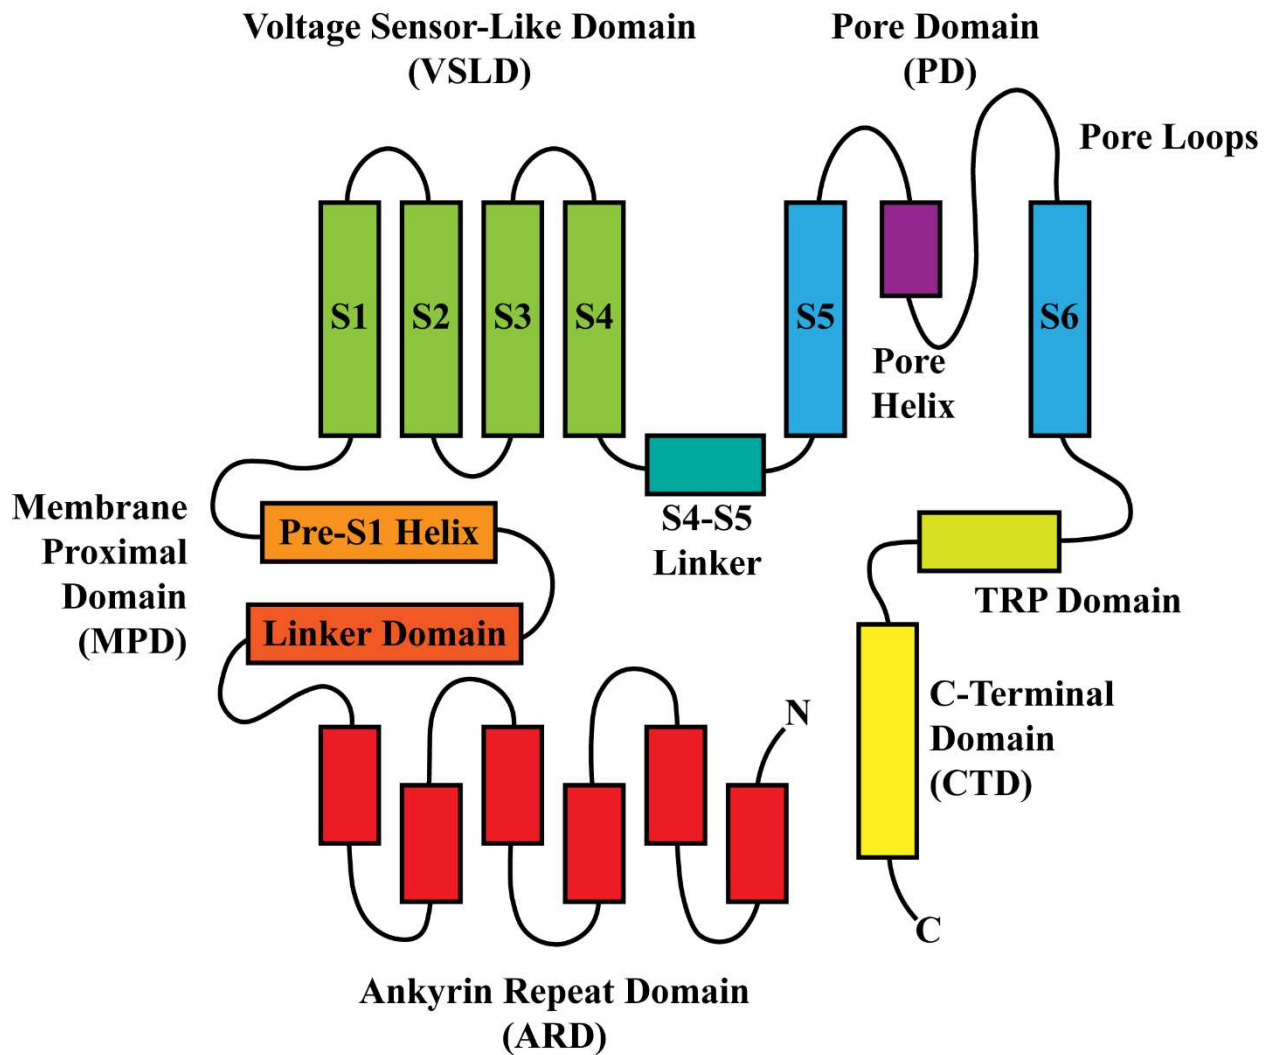 Voltage Sensor-Like Domain
(VSLD)
Pore Domain
(PD)
Pore Loops
S1
S2
S3
S4
S5
S6
Pore
Helix
Membrane
Proximal
Domain
(MPD)
Pre-S1 Helix
Linker Domain
S4-S5
Linker
TRP Domain
N
C-Terminal
Domain
(CTD)
C
Ankyrin Repeat Domain
(ARD)